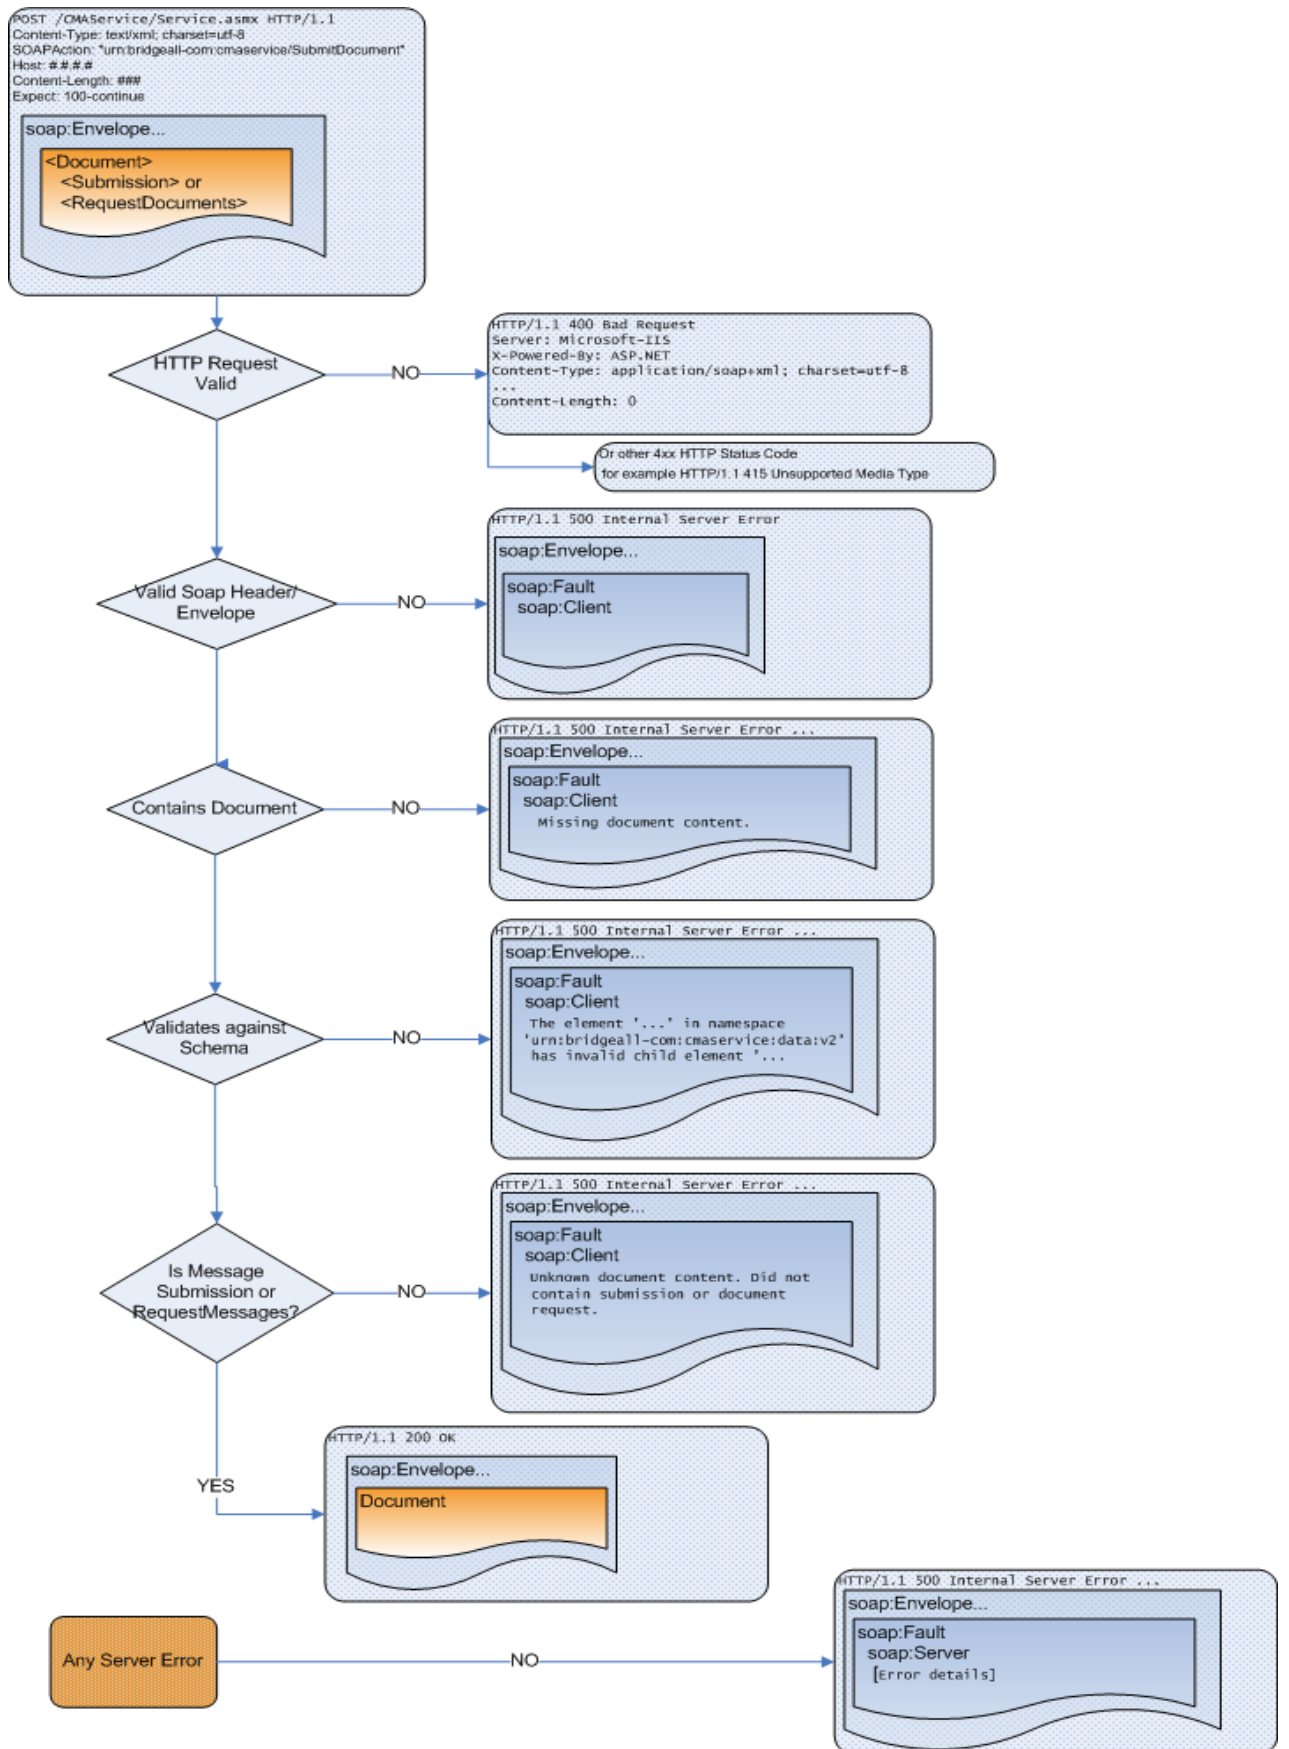 POST /CMAService/Service.asmx HTTP/1.1
Content-Type: text/xml; charset=utf-8
SOAPAction: "urn:bridgeall-com:cmaservice/SubmitDocument"
Host: #.#.#.#
Content-Length: ###
Expect: 100-continue
soap:Envelope...
<Document>
<Submission> or
<RequestDocuments>
HTTP Request
Valid
NO
HTTP/1.1 400 Bad Request
Server: Microsoft-IIS
X-Powered-By: ASP.NET
Content-Type: application/soap+xml; charset=utf-8
...
Content-Length: 0
Or other 4xx HTTP Status Code
for example HTTP/1.1 415 Unsupported Media Type
Valid Soap Header/
Envelope
NO
HTTP/1.1 500 Internal Server Error
soap:Envelope...
soap:Fault
soap:Client
Contains Document
NO
HTTP/1.1 500 Internal Server Error ...
soap:Envelope...
soap:Fault
soap:Client
Missing document content.
Validates against
Schema
NO
HTTP/1.1 500 Internal Server Error ...
soap:Envelope...
soap:Fault
soap:Client
The element '...' in namespace
'urn:bridgeall-com:cmaservice:data:v2'
has invalid child element '...
Is Message
Submission or
RequestMessages?
NO
HTTP/1.1 500 Internal Server Error ...
soap:Envelope...
soap:Fault
soap:Client
Unknown document content. Did not
contain submission or document
request.
YES
HTTP/1.1 200 OK
soap:Envelope...
Document
Any Server Error
NO
HTTP/1.1 500 Internal Server Error ...
soap:Envelope...
soap:Fault
soap:Server
[Error details]